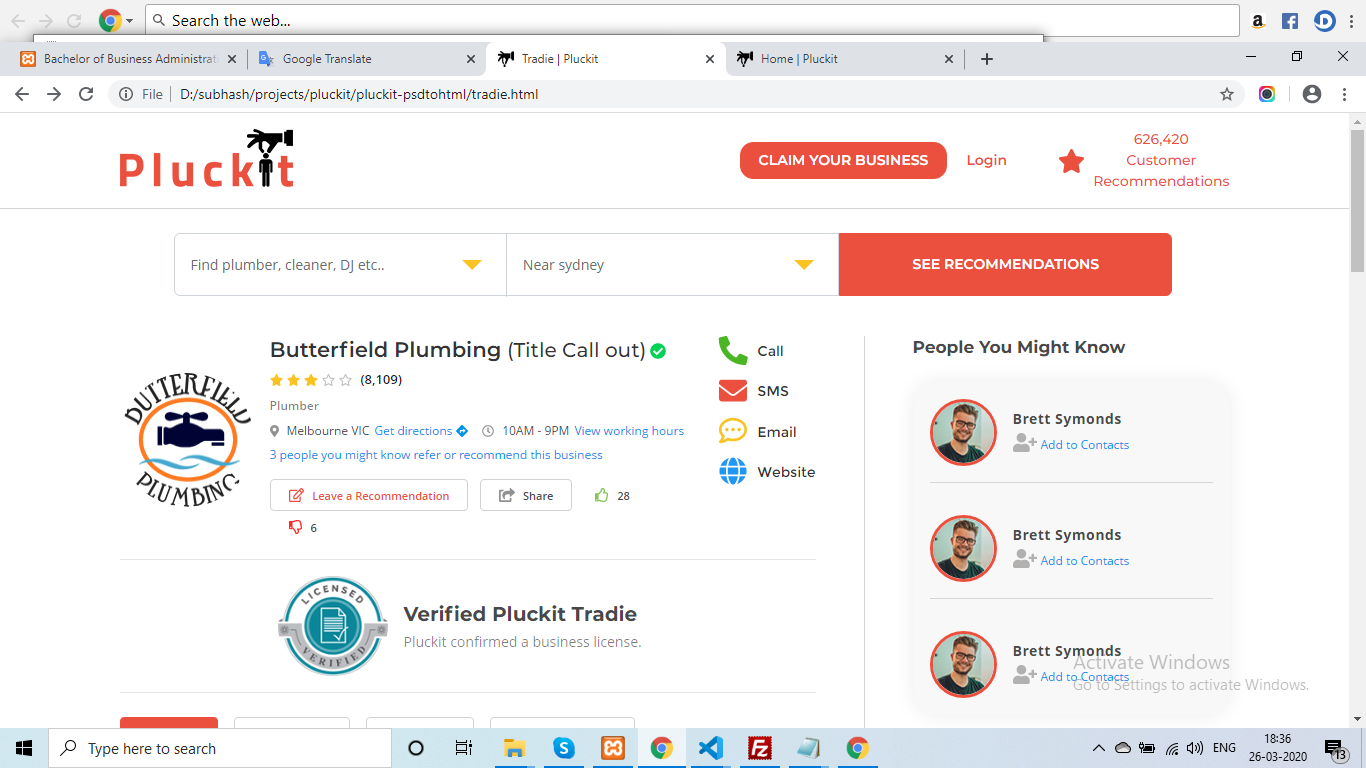 Search the web...
Bachelor of Business Administrat
Google Translate
Tradie | Pluckit
Home | Pluckit
File
D:/subhash/projects/pluckit/pluckit-psdtohtml/tradie.html
Pluckit
CLAIM YOUR BUSINESS
Login
626,420
Customer
Recommendations
Find plumber, cleaner, DJ etc..
Near sydney
SEE RECOMMENDATIONS
BUTTERFIELD
PLUMBING
Butterfield Plumbing (Title Call out)
(8,109)
Plumber
Melbourne VIC Get directions 10AM - 9PM View working hours
3 people you might know refer or recommend this business
Leave a Recommendation
Share
28
6
Call
SMS
Email
Website
LICENSED
VERIFIED
Verified Pluckit Tradie
Pluckit confirmed a business license.
People You Might Know
Brett Symonds
Add to Contacts
Brett Symonds
Add to Contacts
Brett Symonds
Add to Contacts
Activate Windows
Go to Settings to activate Windows.
Type here to search
ENG
18:36
26-03-2020
13